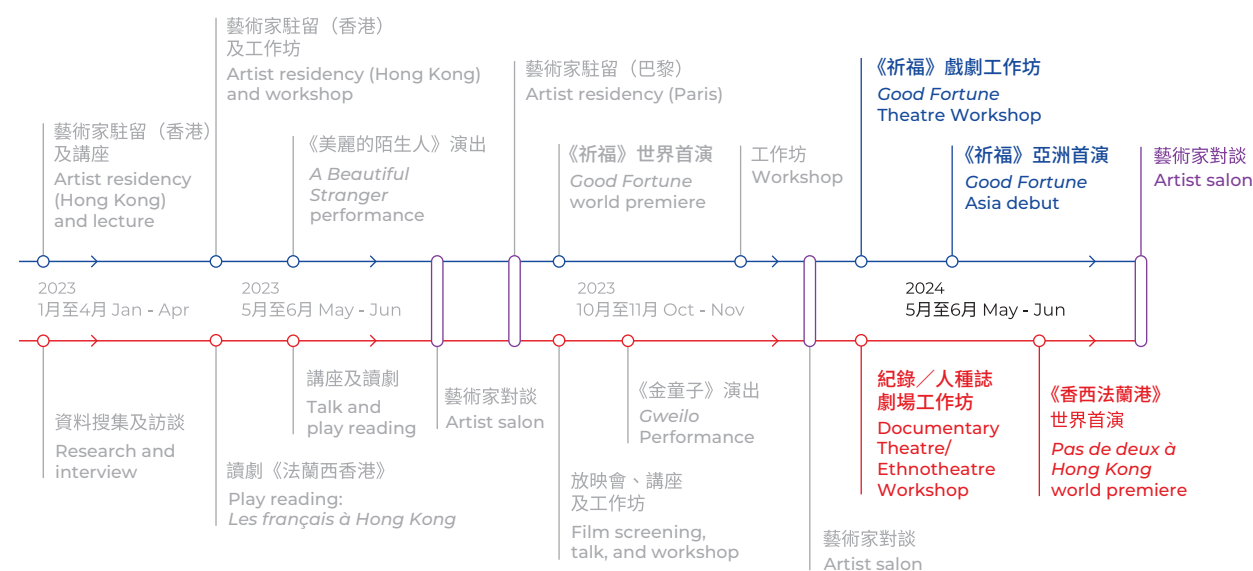 藝術家駐留（香港）
及講座
Artist residency
(Hong Kong)
and lecture
藝術家駐留（香港）
及工作坊
Artist residency (Hong Kong)
and workshop
《美麗的陌生人》演出
A Beautiful
Stranger
performance
藝術家駐留（巴黎）
Artist residency (Paris)
《祈福》世界首演
Good Fortune
world premiere
工作坊
Workshop
《祈福》戲劇工作坊
Good Fortune
Theatre Workshop
《祈福》亞洲首演
Good Fortune
Asia debut
藝術家對談
Artist salon
2023
1月至4月 Jan - Apr
2023
5月至6月 May - Jun
2023
10月至11月 Oct - Nov
2024
5月至6月 May - Jun
資料搜集及訪談
Research and
interview
讀劇《法蘭西香港》
Play reading:
Les français à Hong Kong
講座及讀劇
Talk and
play reading
藝術家對談
Artist salon
放映會、講座
及工作坊
Film screening,
talk, and workshop
《金童子》演出
Gweilo
Performance
藝術家對談
Artist salon
紀錄／人種誌
劇場工作坊
Documentary
Theatre/
Ethnotheatre
Workshop
《香西法蘭港》
世界首演
Pas de deux à
Hong Kong
world premiere